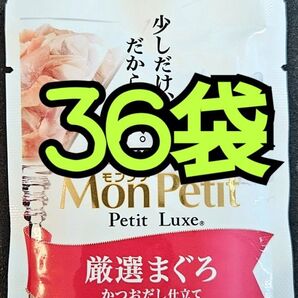 少しだけ、
だから
36袋
モンプチ
Mon Petit
Petit Luxe®
厳選まぐろ
かつおだし仕立て